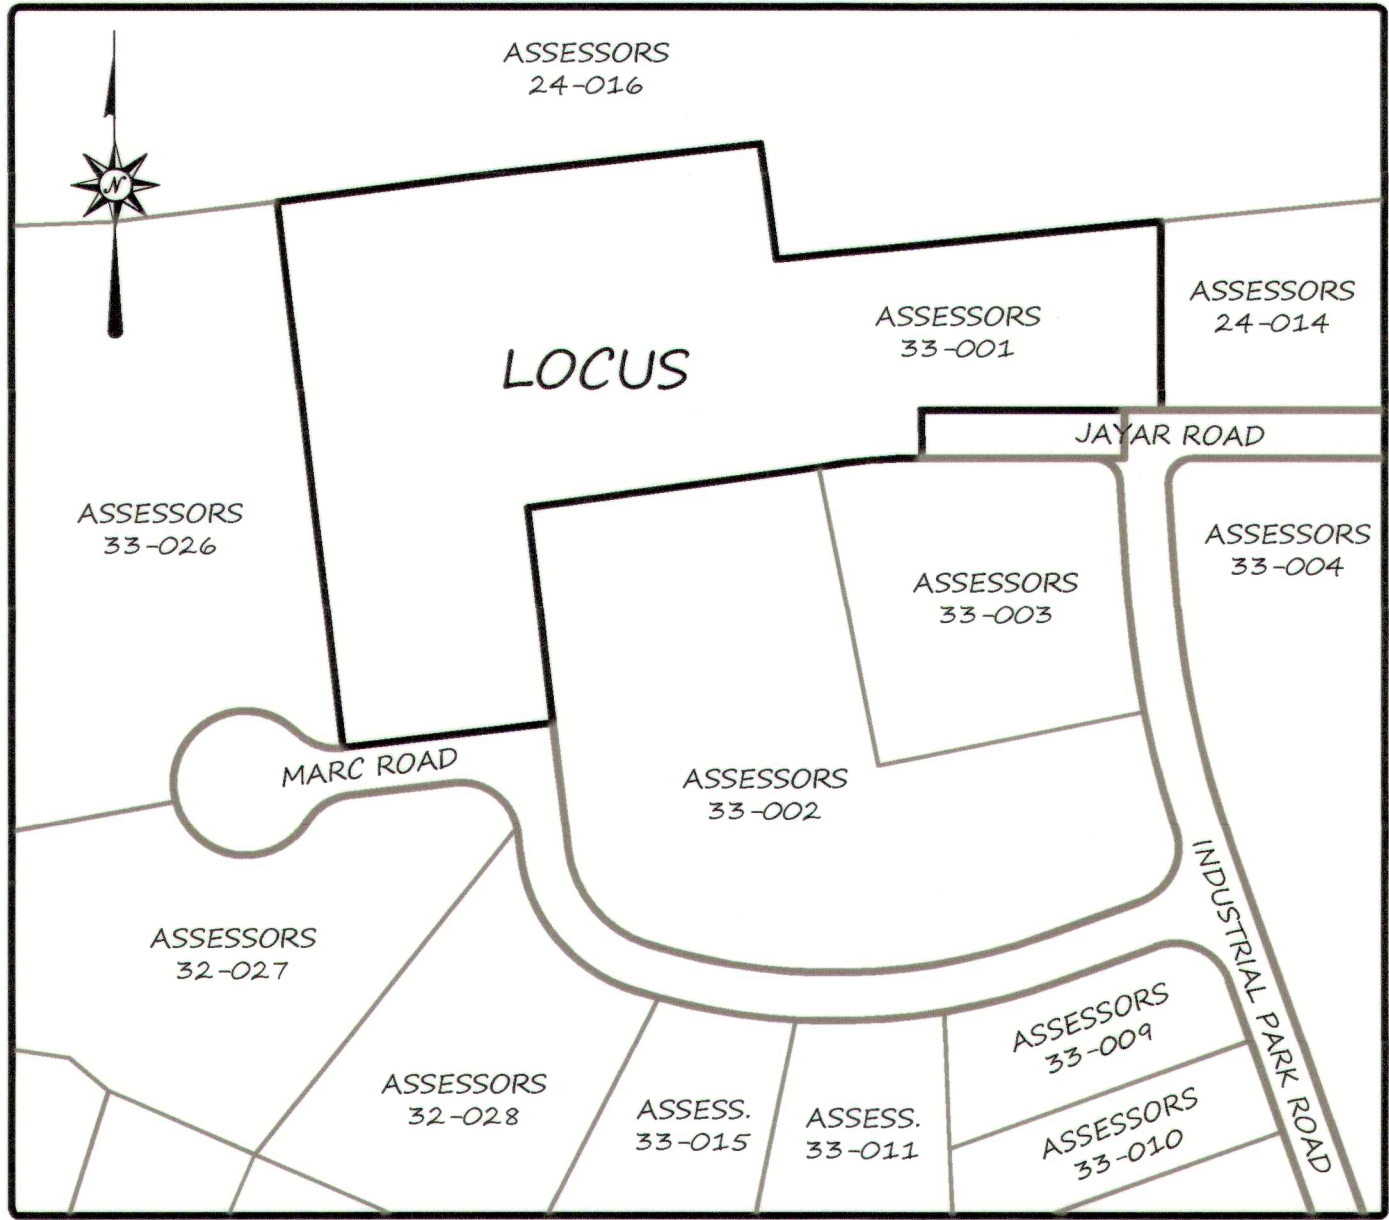 ASSESSORS
24-016
N
ASSESSORS
24-014
ASSESSORS
33-001
LOCUS
JAYAR ROAD
ASSESSORS
33-026
ASSESSORS
33-004
ASSESSORS
33-003
MARC ROAD
ASSESSORS
33-002
INDUSTRIAL PARK ROAD
ASSESSORS
32-027
ASSESSORS
33-009
ASSESSORS
32-028
ASSESS.
33-015
ASSESS.
33-011
ASSESSORS
33-010